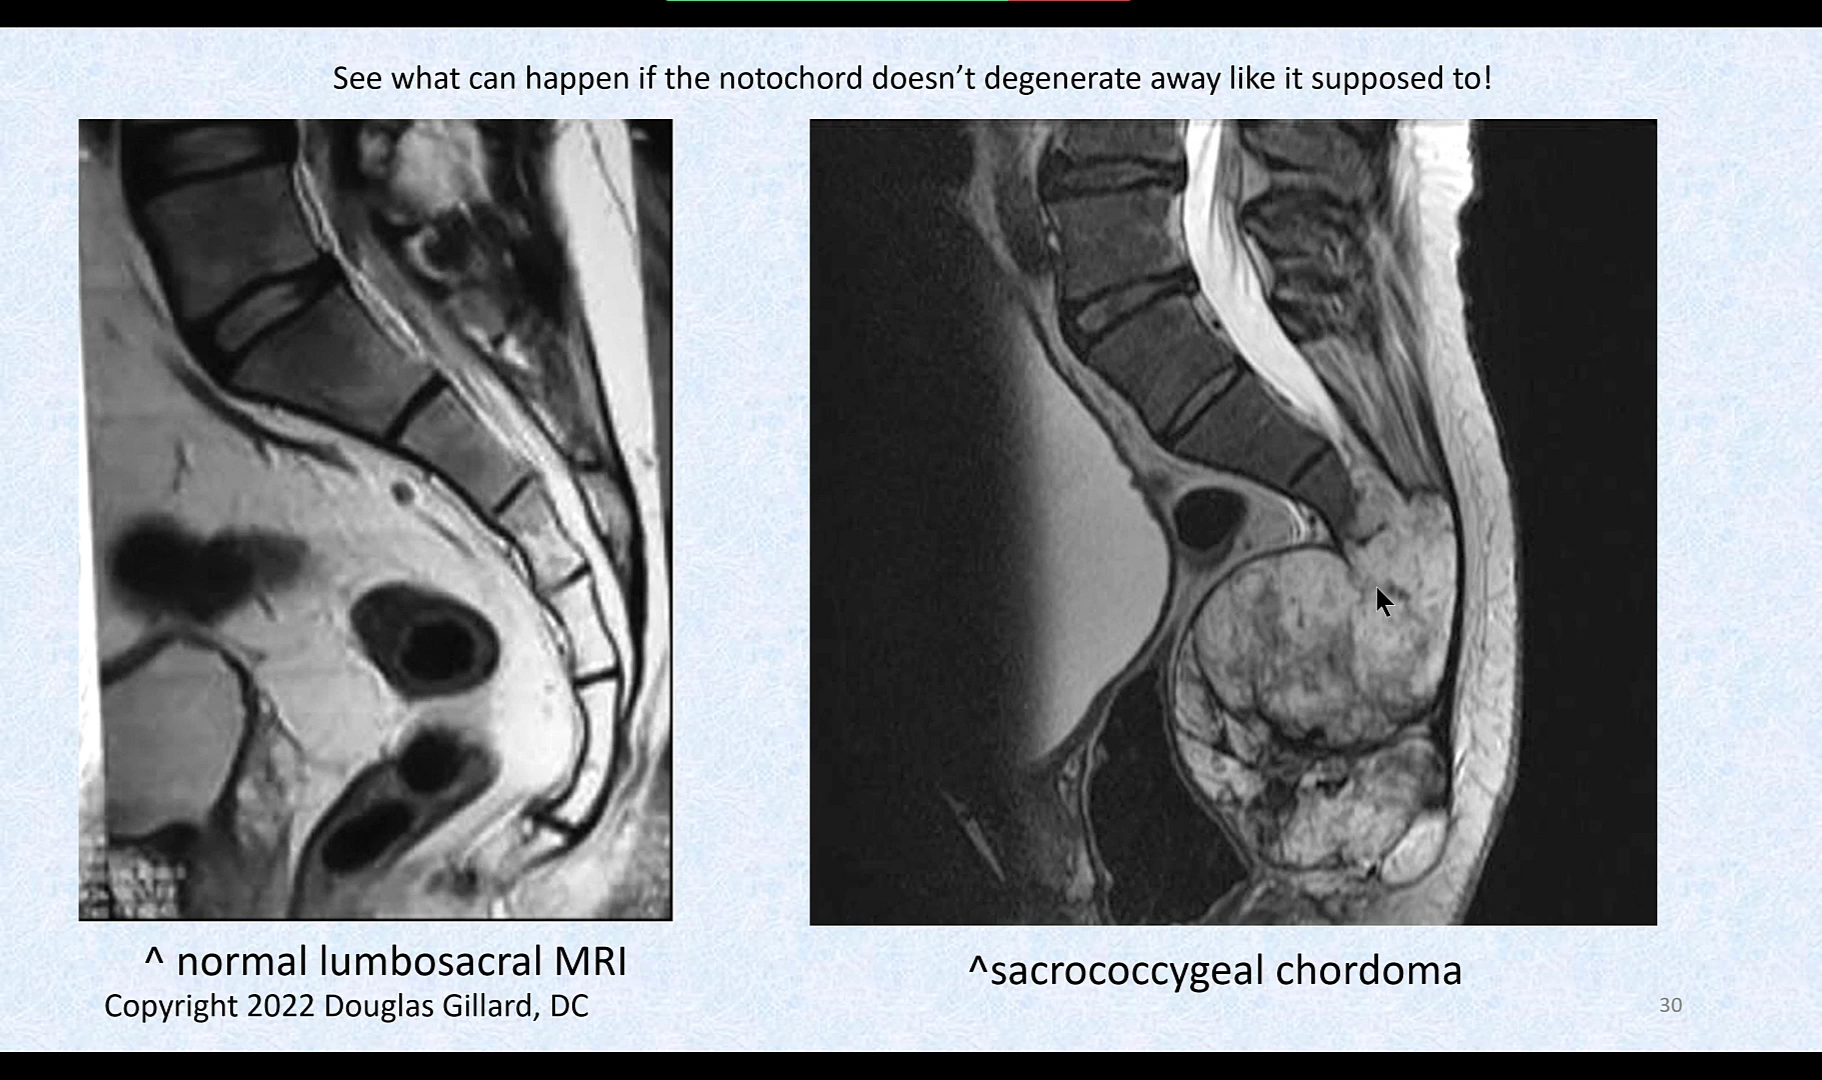 See what can happen if the notochord doesn’t degenerate away like it supposed to!
^ normal lumbosacral MRI
^sacrococcygeal chordoma
Copyright 2022 Douglas Gillard, DC
30